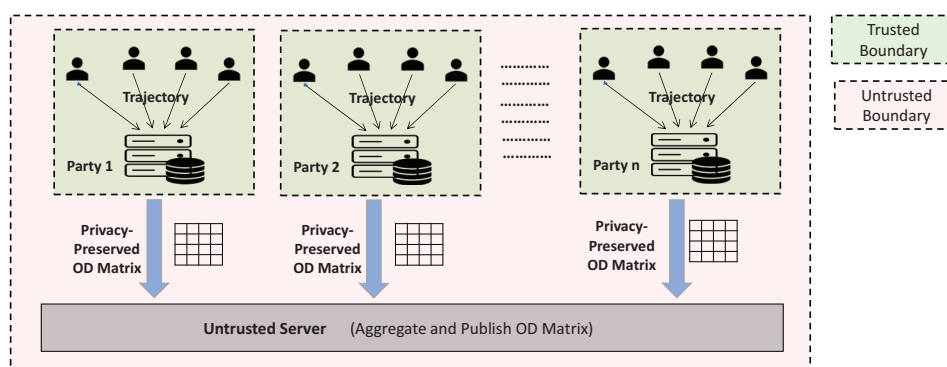 Trusted
Boundary
Untrusted
Boundary
Trajectory
Party 1
Trajectory
Party 2
…………
…………
…………
…………
…………
…………
Trajectory
Party n
Privacy-
Preserved
OD Matrix
Privacy-
Preserved
OD Matrix
Privacy-
Preserved
OD Matrix
Untrusted Server (Aggregate and Publish OD Matrix)